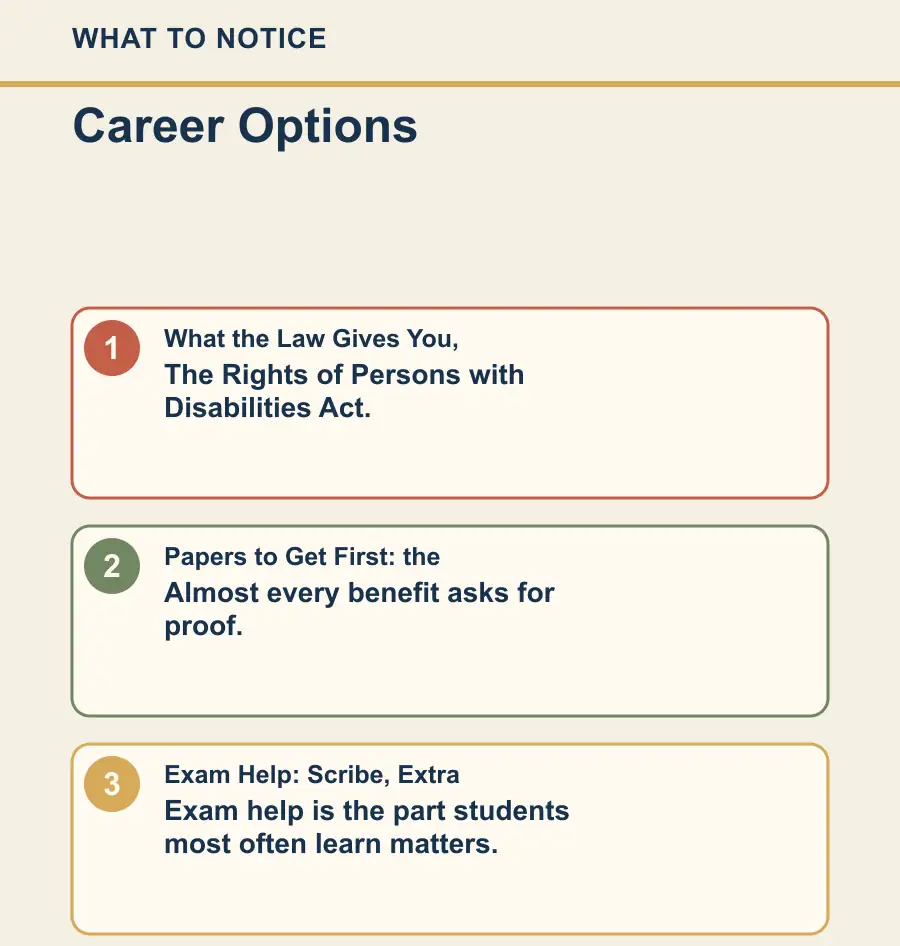 WHAT TO NOTICE
Career Options
1
What the Law Gives You,
The Rights of Persons with
Disabilities Act.
2
Papers to Get First: the
Almost every benefit asks for
proof.
3
Exam Help: Scribe, Extra
Exam help is the part students
most often learn matters.